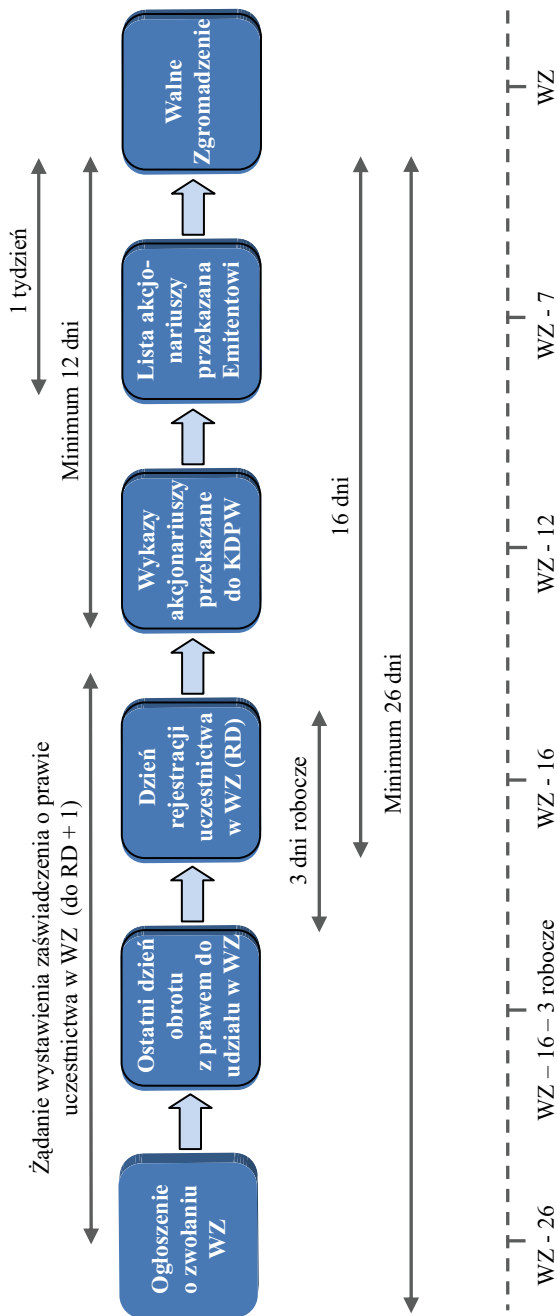 Żądanie wystawienia zaświadczenia o prawie
uczestnictwa w WZ (do RD + 1)
1 tydzień
Minimum 12 dni
Ogłoszenie
o zwołaniu
WZ
Ostatni dzień
obrotu
z prawem do
udziału w WZ
Dzień
rejestracji
uczestnictwa
w WZ (RD)
Wykazy
akcjonariuszy
przekazane
do KDPW
Lista akcjo-
nariuszy
przekazana
Emitentowi
Walne
Zgromadzenie
3 dni robocze
16 dni
Minimum 26 dni
WZ - 26
WZ – 16 – 3 robocze
WZ - 16
WZ - 12
WZ - 7
WZ